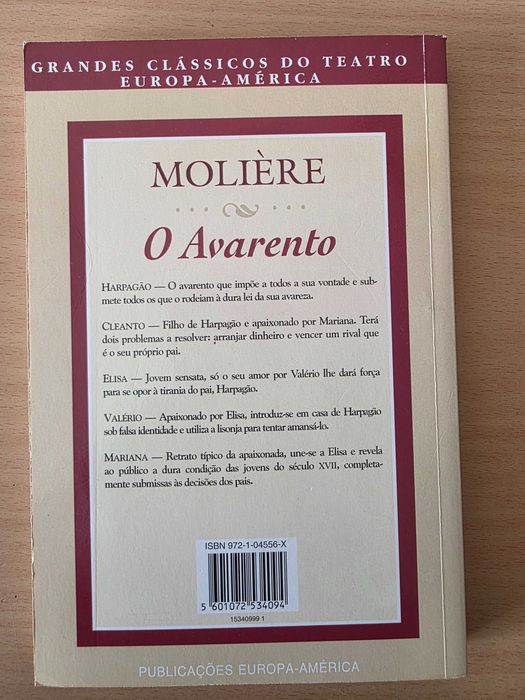 GRANDES CLÁSSICOS DO TEATRO
EUROPA-AMÉRICA
MOLIÈRE
O Avarento
HARPAGÃO — O avarento que impõe a todos a sua vontade e sub-
mete todos os que o rodeiam à dura lei da sua avareza.
CLEANTO — Filho de Harpagão e apaixonado por Mariana. Terá
dois problemas a resolver: arranjar dinheiro e vencer um rival que
é o seu próprio pai.
ELISA — Jovem sensata, só o seu amor por Valério lhe dará força
para se opor à tirania do pai, Harpagão.
VALÉRIO — Apaixonado por Elisa, introduz-se em casa de Harpagão
sob falsa identidade e utiliza a lisonja para tentar amansá-lo.
MARIANA — Retrato típico da apaixonada, une-se a Elisa e revela
ao público a dura condição das jovens do século XVII, completa-
mente submissas às decisões dos pais.
ISBN 972-1-04556-X
5 601072 534094
15340999 1
PUBLICAÇÕES EUROPA-AMÉRICA